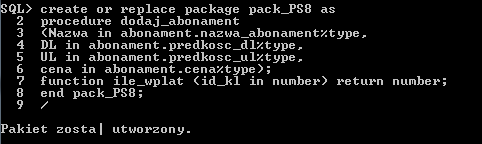 SQL> create or replace package pack_PS8 as
2 procedure dodaj_abonament
3 (Nazwa in abonament.nazwa_abonament%type,
4 DL in abonament.predkosc_dl%type,
5 UL in abonament.predkosc_ul%type,
6 cena in abonament.cena%type);
7 function ile_wplat (id_kl in number) return number;
8 end pack_PS8;
9 /
Pakiet zosta| utworzony.